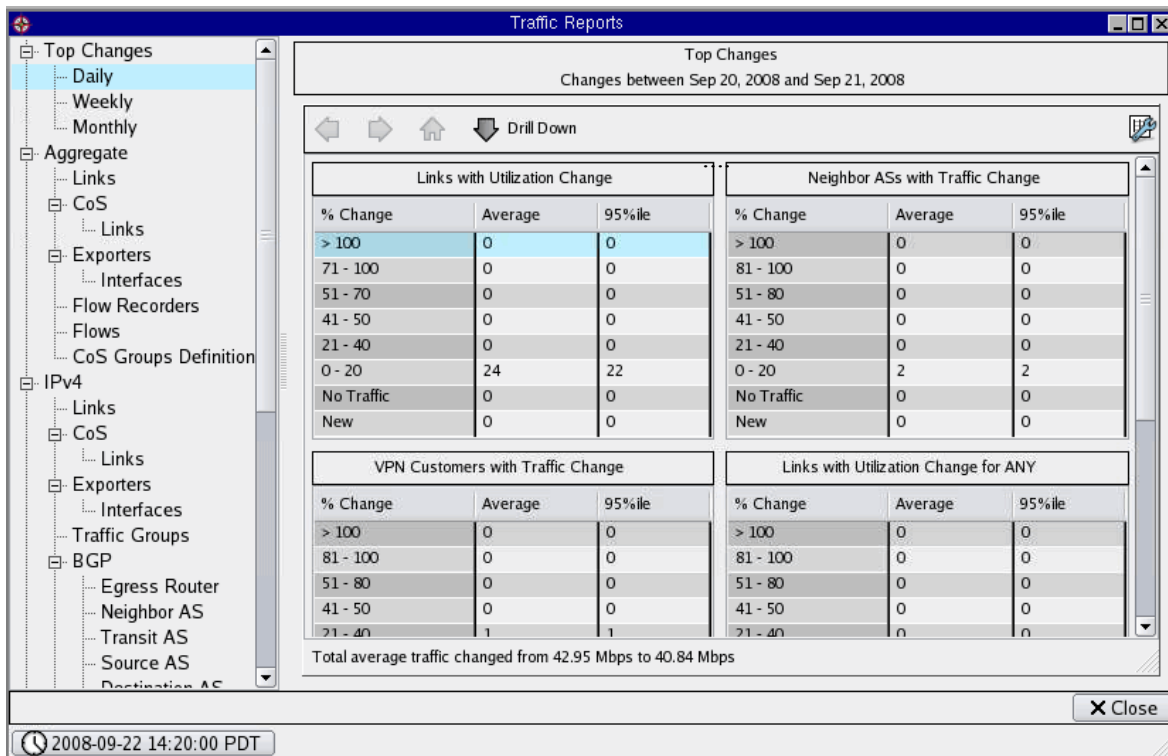 Traffic Reports
Top Changes
Daily
Weekly
Monthly
Aggregate
Links
CoS
Links
Exporters
Interfaces
Flow Recorders
Flows
CoS Groups Definition
IPv4
Links
CoS
Links
Exporters
Interfaces
Traffic Groups
BGP
Egress Router
Neighbor AS
Transit AS
Source AS
Destination AS
Top Changes
Changes between Sep 20, 2008 and Sep 21, 2008
Drill Down
Links with Utilization Change
% Change Average 95%ile
> 100 0 0
71 - 100 0 0
51 - 70 0 0
41 - 50 0 0
21 - 40 0 0
0 - 20 24 22
No Traffic 0 0
New 0 0
Neighbor ASs with Traffic Change
% Change Average 95%ile
> 100 0 0
81 - 100 0 0
51 - 80 0 0
41 - 50 0 0
21 - 40 0 0
0 - 20 2 2
No Traffic 0 0
New 0 0
VPN Customers with Traffic Change
% Change Average 95%ile
> 100 0 0
81 - 100 0 0
51 - 80 0 0
41 - 50 0 0
21 - 40 1 1
Links with Utilization Change for ANY
% Change Average 95%ile
> 100 0 0
81 - 100 0 0
51 - 80 0 0
41 - 50 0 0
21 - 40 0 0
Total average traffic changed from 42.95 Mbps to 40.84 Mbps
Close
2008-09-22 14:20:00 PDT